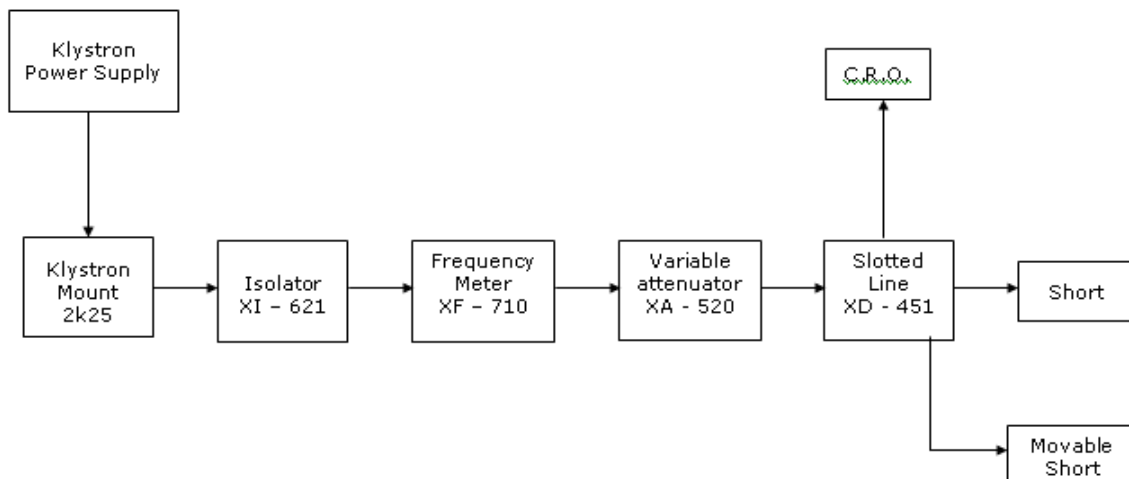 Klystron
Power Supply
C.R.O.
Klystron
Mount
2k25
Isolator
XI – 621
Frequency
Meter
XF – 710
Variable
attenuator
XA - 520
Slotted
Line
XD - 451
Short
Movable
Short